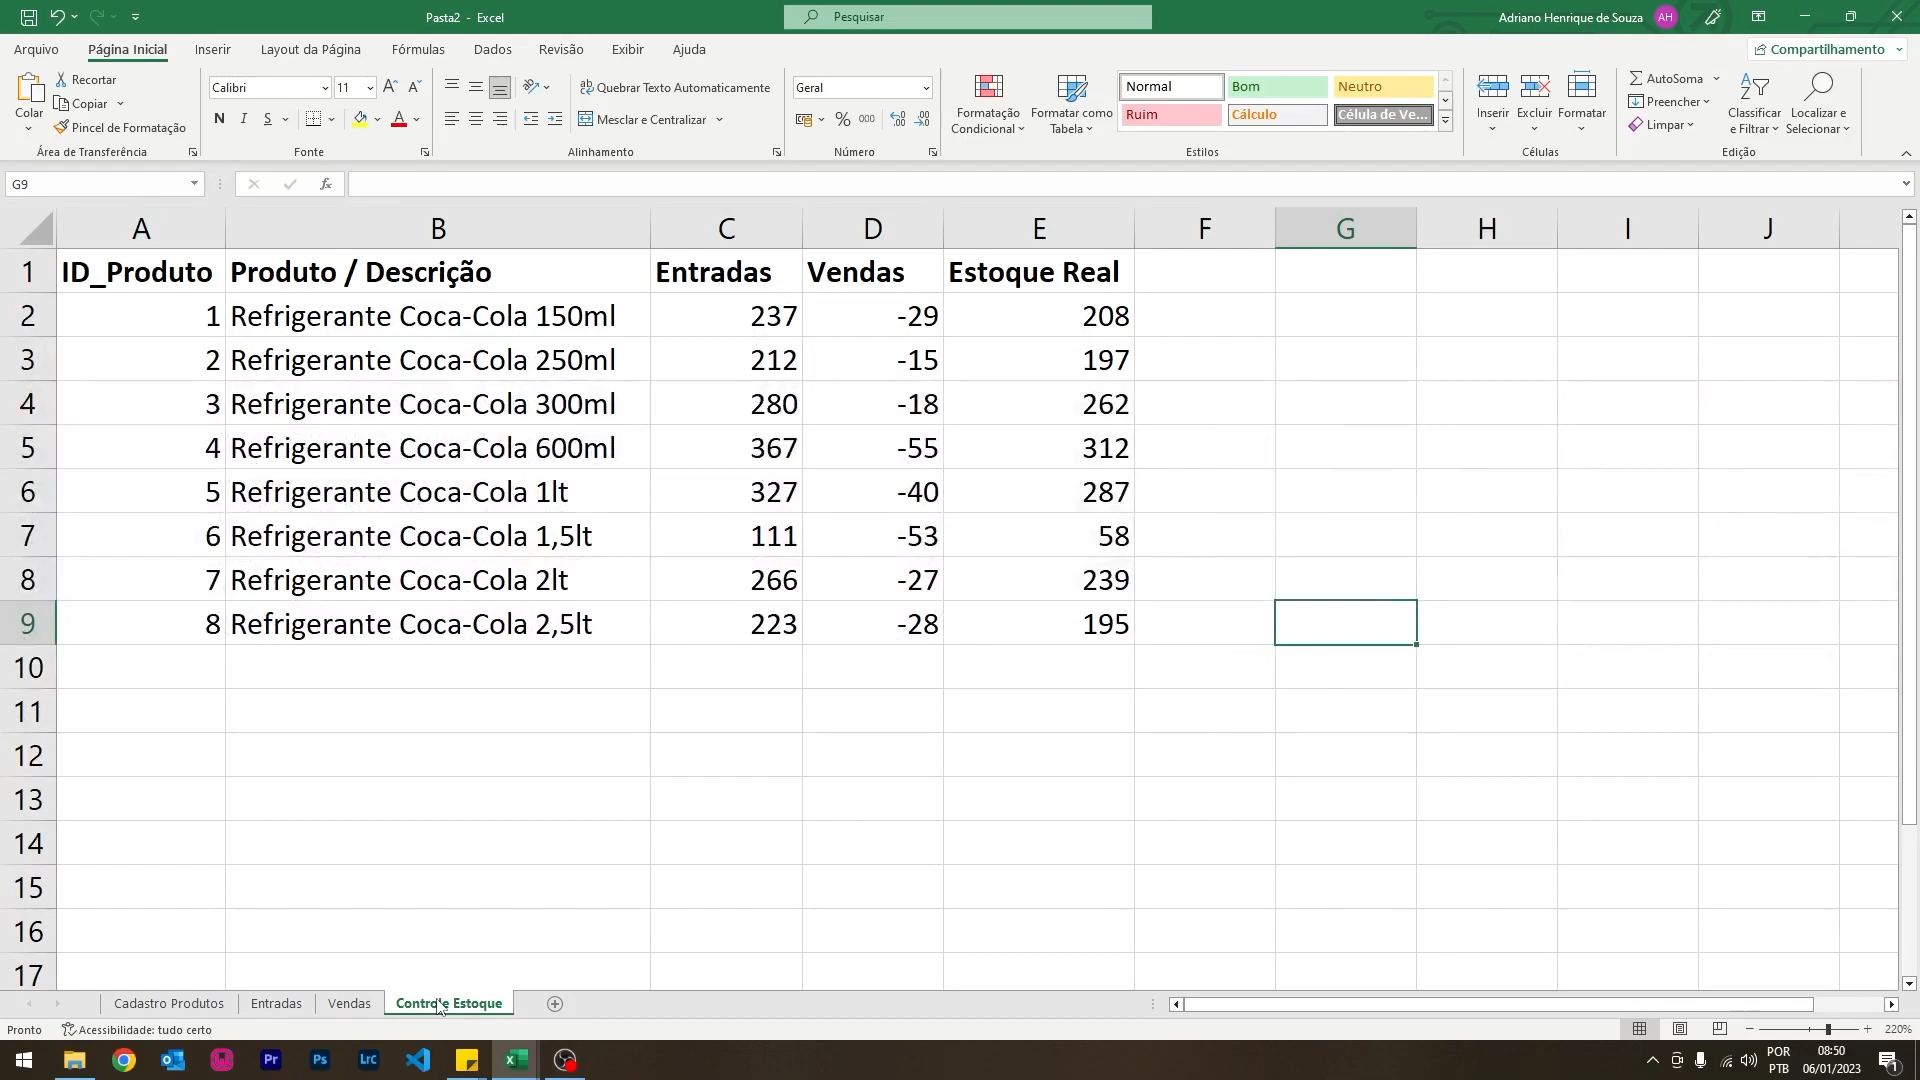 Pasta2 - Excel
Pesquisar
Adriano Henrique de Souza
AH
Arquivo
Página Inicial
Inserir
Layout da Página
Fórmulas
Dados
Revisão
Exibir
Ajuda
Compartilhamento
Colar
Recortar
Copiar
Pincel de Formatação
Área de Transferência
Calibri
11
N I S
Fonte
Quebrar Texto Automaticamente
Mesclar e Centralizar
Alinhamento
Geral
% 000
Número
Formatação Condicional
Formatar como Tabela
Normal
Bom
Neutro
Ruim
Cálculo
Célula de Ve...
Estilos
Inserir
Excluir
Formatar
Células
AutoSoma
Preencher
Limpar
Classificar e Filtrar
Localizar e Selecionar
Edição
G9
fx
A B C D E F G H I J
1 ID_Produto Produto / Descrição Entradas Vendas Estoque Real
2 1 Refrigerante Coca-Cola 150ml 237 -29 208
3 2 Refrigerante Coca-Cola 250ml 212 -15 197
4 3 Refrigerante Coca-Cola 300ml 280 -18 262
5 4 Refrigerante Coca-Cola 600ml 367 -55 312
6 5 Refrigerante Coca-Cola 1lt 327 -40 287
7 6 Refrigerante Coca-Cola 1,5lt 111 -53 58
8 7 Refrigerante Coca-Cola 2lt 266 -27 239
9 8 Refrigerante Coca-Cola 2,5lt 223 -28 195
10
11
12
13
14
15
16
17
Cadastro Produtos
Entradas
Vendas
Controle Estoque
Pronto
Acessibilidade: tudo certo
220%
Pr
Ps
Lrc
POR
PTB
08:50
06/01/2023
1